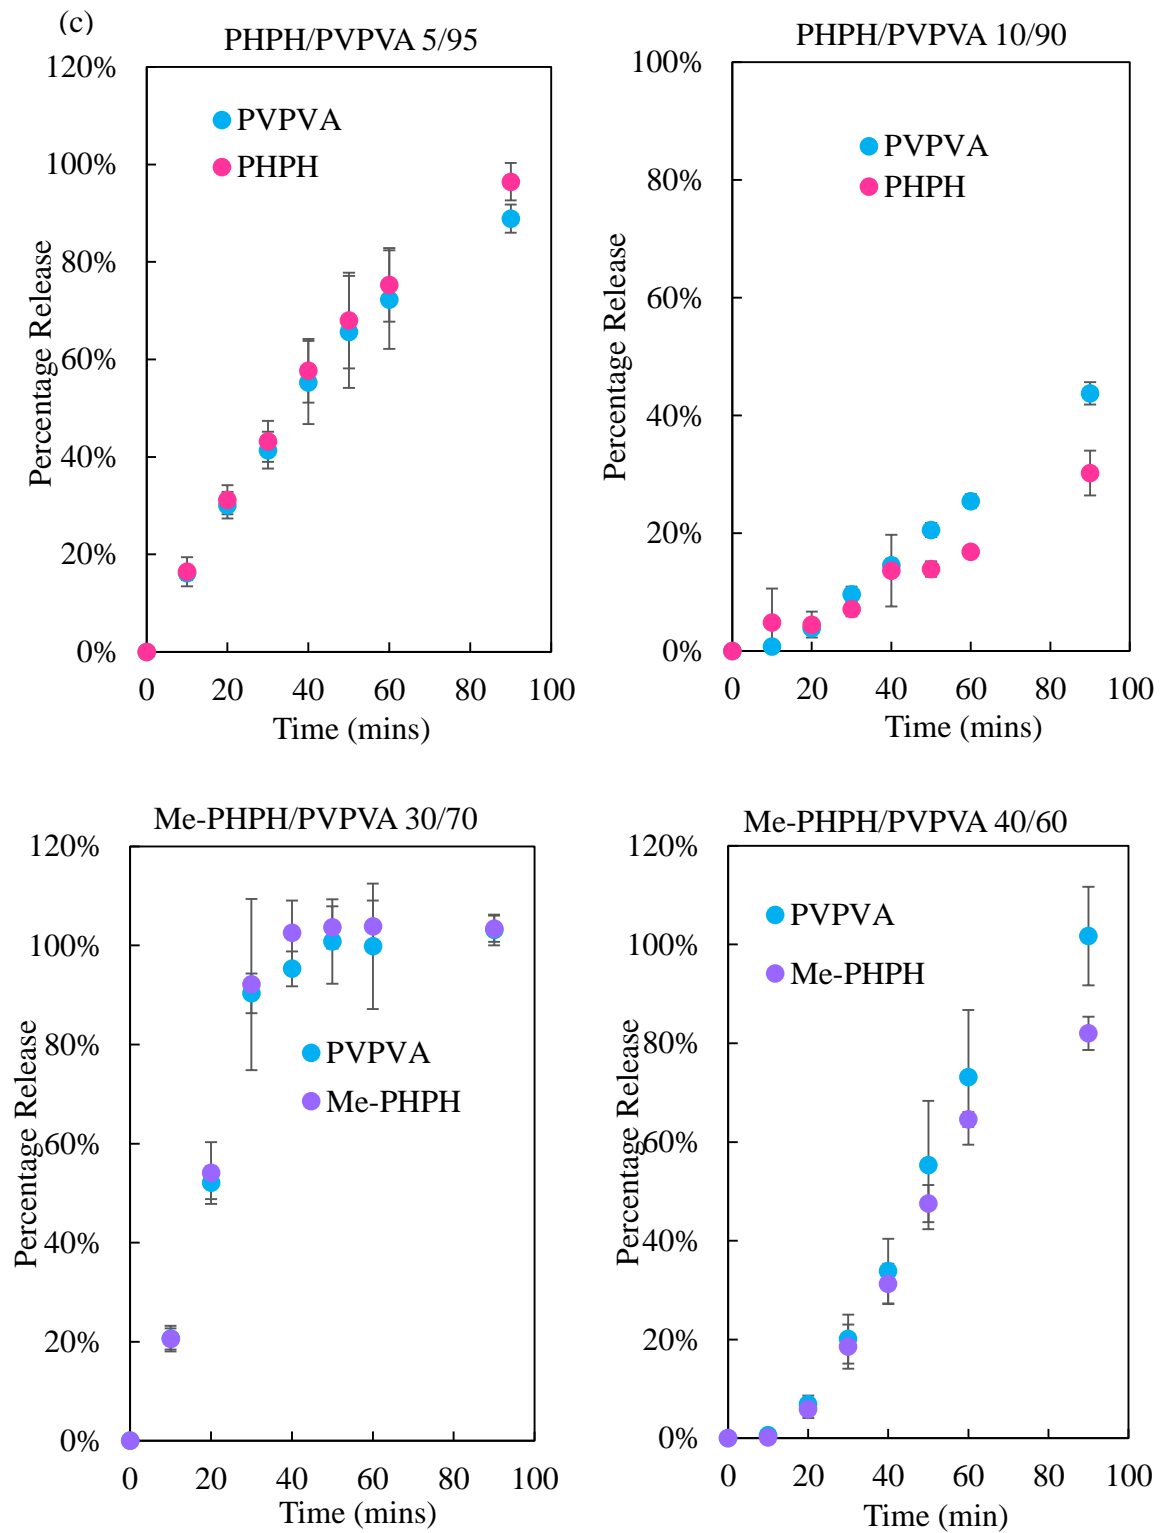 (c)
PHPH/PVPVA 5/95
120%
100%
80%
60%
40%
20%
0%
Percentage Release
PVPVA
PHPH
0 20 40 60 80 100
Time (mins)
PHPH/PVPVA 10/90
100%
80%
60%
40%
20%
0%
Percentage Release
PVPVA
PHPH
0 20 40 60 80 100
Time (mins)
Me-PHPH/PVPVA 30/70
120%
100%
80%
60%
40%
20%
0%
Percentage Release
PVPVA
Me-PHPH
0 20 40 60 80 100
Time (mins)
Me-PHPH/PVPVA 40/60
120%
100%
80%
60%
40%
20%
0%
Percentage Release
PVPVA
Me-PHPH
0 20 40 60 80 100
Time (min)